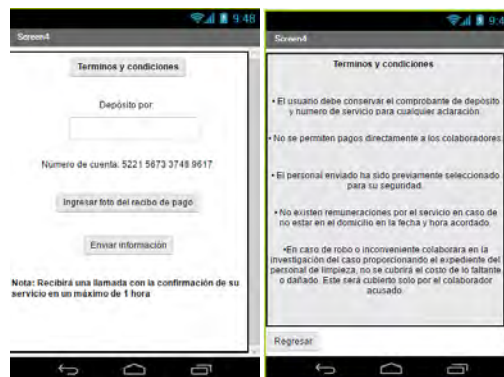 9:48
Screen4
Terminos y condiciones
Depósito por:
Número de cuenta: 5221 5673 3748 9617
Ingresar foto del recibo de pago
Enviar información
Nota: Recibirá una llamada con la confirmación de su
servicio en un máximo de 1 hora
9:4
Screen4
Terminos y condiciones
• El usuario debe conservar el comprobante de depósito
y numero de servicio para cualquier aclaración.
• No se permiten pagos directamente a los colaboradores.
• El personal enviado ha sido previamente seleccionado
para su seguridad.
• No existen remuneraciones por el servicio en caso de
no estar en el domicilio en la fecha y hora acordado.
•En caso de robo o inconveniente colaborara en la
investigación del caso proporcionando el expediente del
personal de limpieza, no se cubrirá el costo de lo faltante
o dañado. Este será cubierto solo por el colaborador
acusado.
Regresar